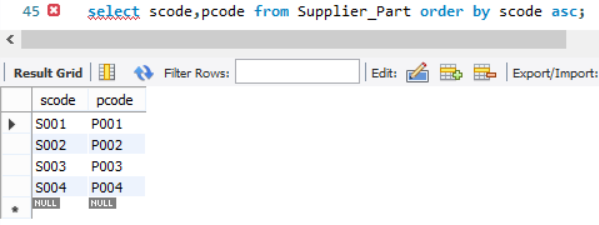 45 select scode,pcode from Supplier_Part order by scode asc;
Result Grid Filter Rows: Edit: Export/Import:
scode pcode
S001 P001
S002 P002
S003 P003
S004 P004
NULL NULL
*